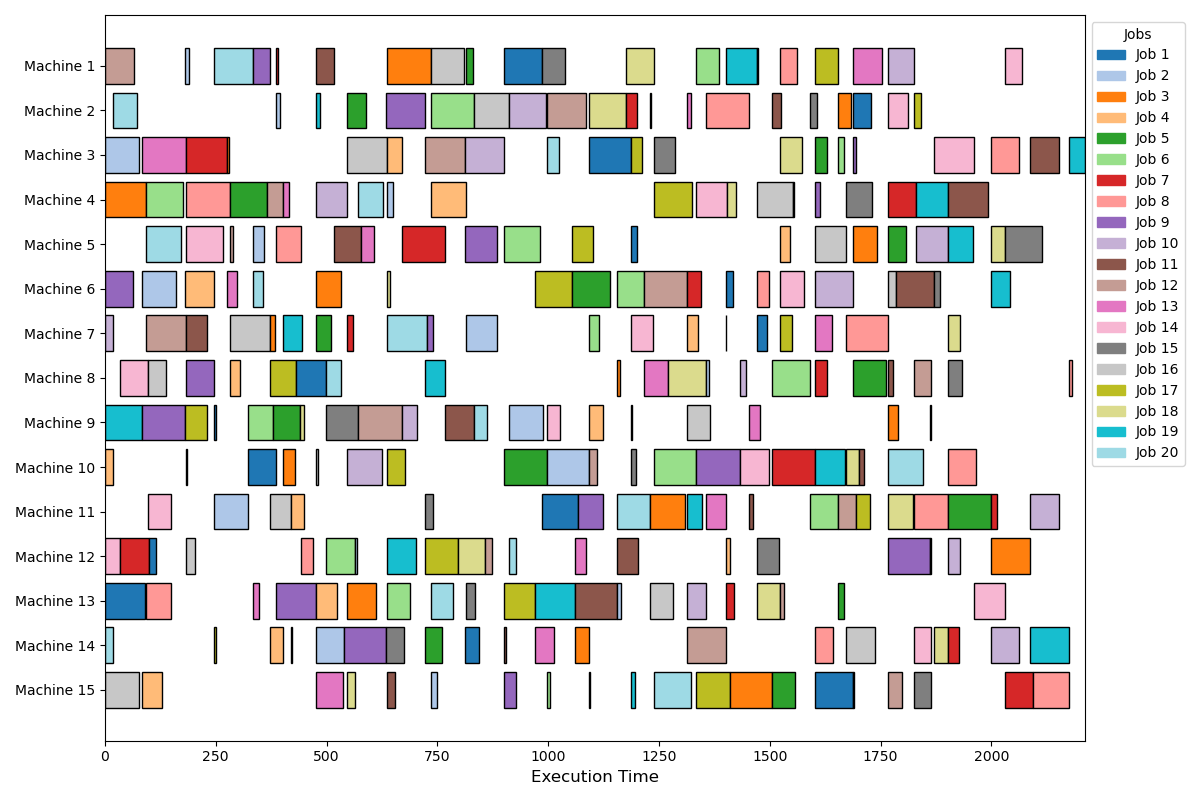 Machine 1
Machine 2
Machine 3
Machine 4
Machine 5
Machine 6
Machine 7
Machine 8
Machine 9
Machine 10
Machine 11
Machine 12
Machine 13
Machine 14
Machine 15
0 250 500 750 1000 1250 1500 1750 2000
Execution Time
Jobs
Job 1
Job 2
Job 3
Job 4
Job 5
Job 6
Job 7
Job 8
Job 9
Job 10
Job 11
Job 12
Job 13
Job 14
Job 15
Job 16
Job 17
Job 18
Job 19
Job 20